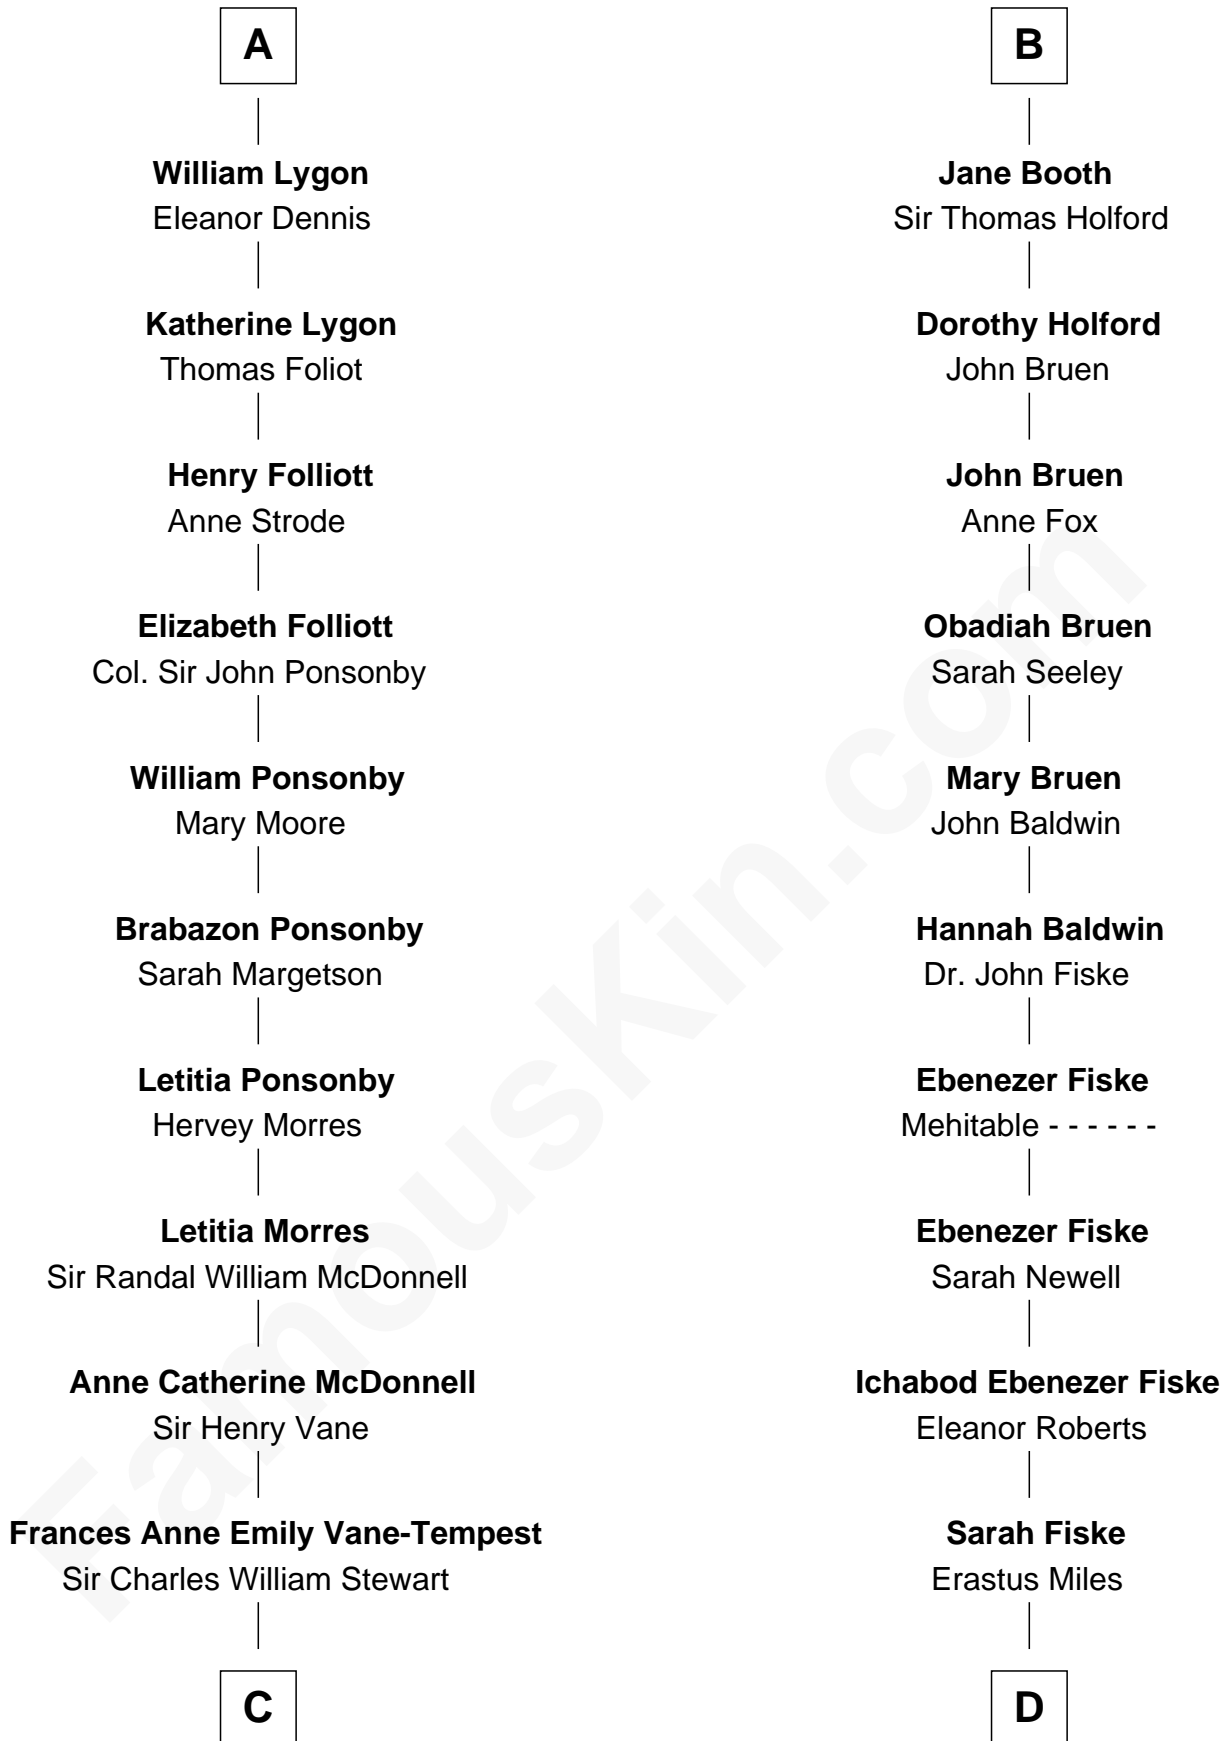 A
William Lygon
Eleanor Dennis
Katherine Lygon
Thomas Foliot
Henry Folliott
Anne Strode
Elizabeth Folliott
Col. Sir John Ponsonby
William Ponsonby
Mary Moore
Brabazon Ponsonby
Sarah Margetson
Letitia Ponsonby
Hervey Morres
Letitia Morres
Sir Randal William McDonnell
Anne Catherine McDonnell
Sir Henry Vane
Frances Anne Emily Vane-Tempest
Sir Charles William Stewart
C
B
Jane Booth
Sir Thomas Holford
Dorothy Holford
John Bruen
John Bruen
Anne Fox
Obadiah Bruen
Sarah Seeley
Mary Bruen
John Baldwin
Hannah Baldwin
Dr. John Fiske
Ebenezer Fiske
Mehitable - - - - - -
Ebenezer Fiske
Sarah Newell
Ichabod Ebenezer Fiske
Eleanor Roberts
Sarah Fiske
Erastus Miles
D
FamousKin.com